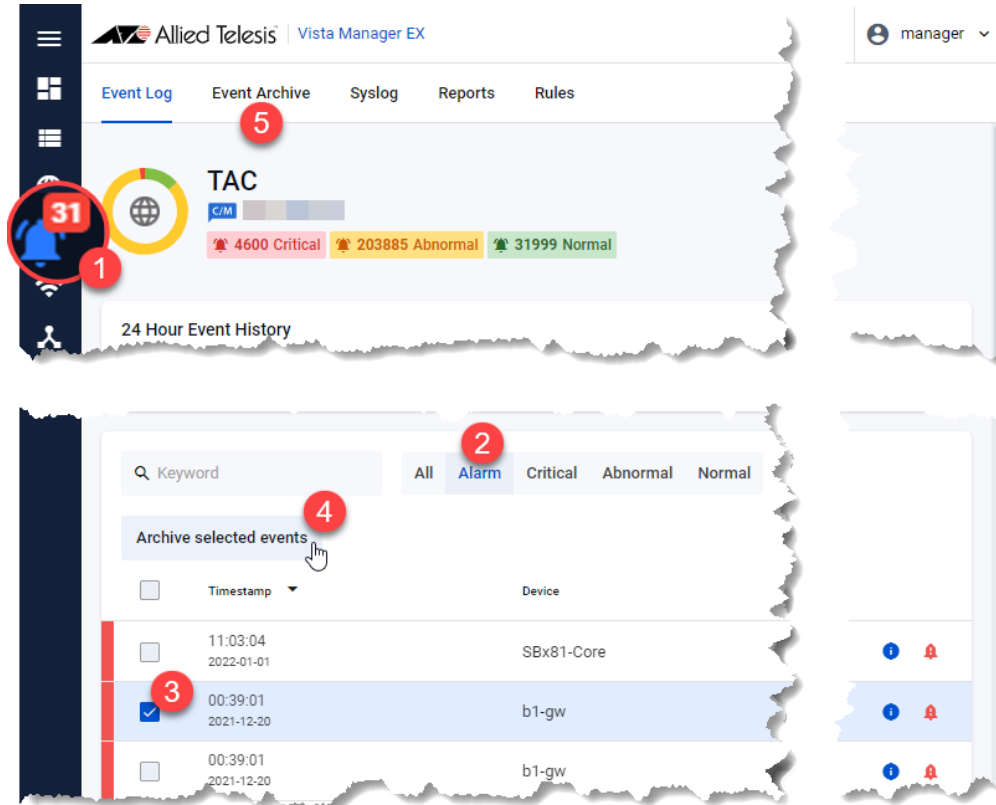 Allied Telesis Vista Manager EX
manager
Event Log Event Archive Syslog Reports Rules
5
TAC
31
C/M
4600 Critical 203885 Abnormal 31999 Normal
1
24 Hour Event History
2
Keyword All Alarm Critical Abnormal Normal
4
Archive selected events
Timestamp Device
11:03:04
2022-01-01
SBx81-Core
3
00:39:01
2021-12-20
b1-gw
00:39:01
2021-12-20
b1-gw